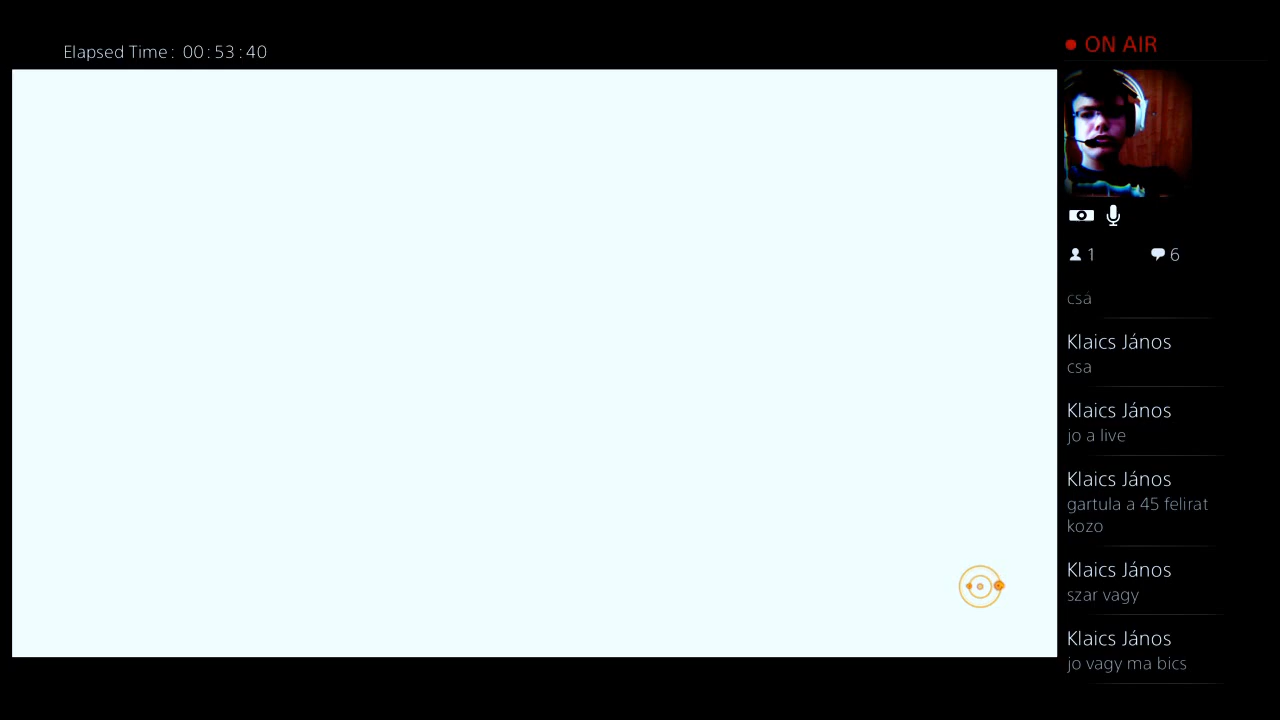 Elapsed Time: 00:53:40
ON AIR
1 6
csá
Klaics János
csa
Klaics János
jo a live
Klaics János
gartula a 45 felirat
kozo
Klaics János
szar vagy
Klaics János
jo vagy ma bics